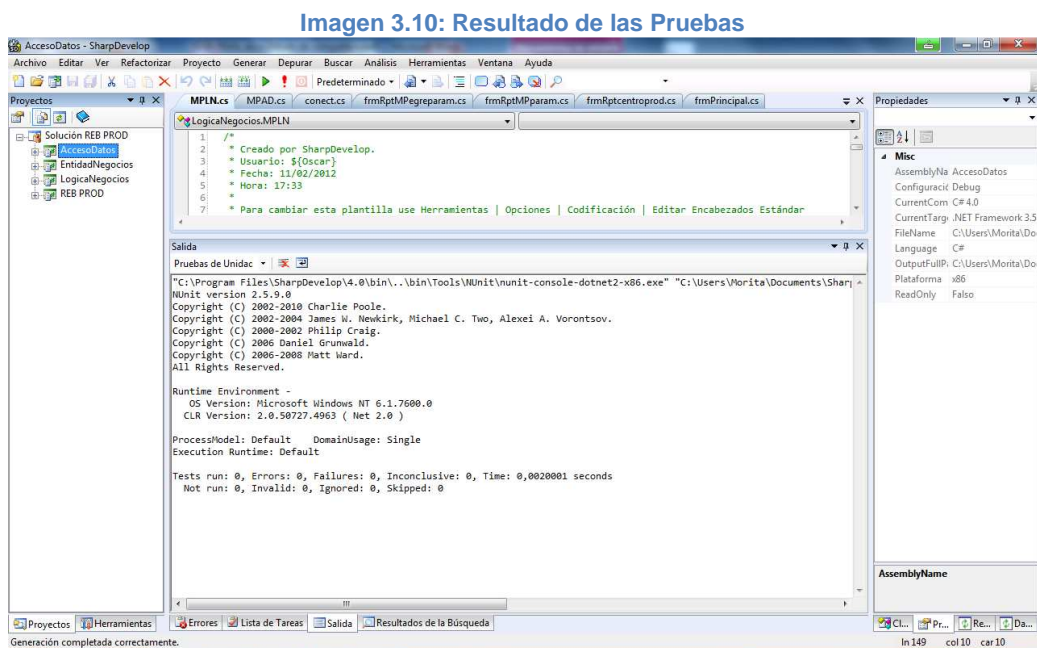 Imagen 3.10: Resultado de las Pruebas
AccesoDatos - SharpDevelop
Archivo Editar Ver Refactorizar Proyecto Generar Depurar Buscar Análisis Herramientas Ventana Ayuda
Predeterminado
Proyectos
Solución REB PROD
AccesoDatos
EntidadNegocios
LogicaNegocios
REB PROD
MPLN.cs MPAD.cs conect.cs frmRptMPegreparam.cs frmRptMPparam.cs frmRptcentroprod.cs frmPrincipal.cs
LogicaNegocios.MPLN
1 /*
2 * Creado por SharpDevelop.
3 * Usuario: ${Oscar}
4 * Fecha: 11/02/2012
5 * Hora: 17:33
6 *
7 * Para cambiar esta plantilla use Herramientas | Opciones | Codificación | Editar Encabezados Estándar
Salida
Pruebas de Unidac
"C:\Program Files\SharpDevelop\4.0\bin\..\bin\Tools\NUnit\nunit-console-dotnet2-x86.exe" "C:\Users\Morita\Documents\Shar
NUnit version 2.5.9.0
Copyright (C) 2002-2010 Charlie Poole.
Copyright (C) 2002-2004 James W. Newkirk, Michael C. Two, Alexei A. Vorontsov.
Copyright (C) 2000-2002 Philip Craig.
Copyright (C) 2006 Daniel Grunwald.
Copyright (C) 2006-2008 Matt Ward.
All Rights Reserved.
Runtime Environment -
OS Version: Microsoft Windows NT 6.1.7600.0
CLR Version: 2.0.50727.4963 ( Net 2.0 )
ProcessModel: Default DomainUsage: Single
Execution Runtime: Default
Tests run: 0, Errors: 0, Failures: 0, Inconclusive: 0, Time: 0,0020001 seconds
Not run: 0, Invalid: 0, Ignored: 0, Skipped: 0
Propiedades
Misc
AssemblyNa AccesoDatos
Configuració Debug
CurrentCom C# 4.0
CurrentTarg .NET Framework 3.5
FileName C:\Users\Morita\Do
Language C#
OutputFullP C:\Users\Morita\Do
Plataforma x86
ReadOnly Falso
AssemblyName
Proyectos Herramientas
Errores Lista de Tareas Salida Resultados de la Búsqueda
Cl... Pr... Re... Da...
Generación completada correctamente.
ln 149 col 10 car 10